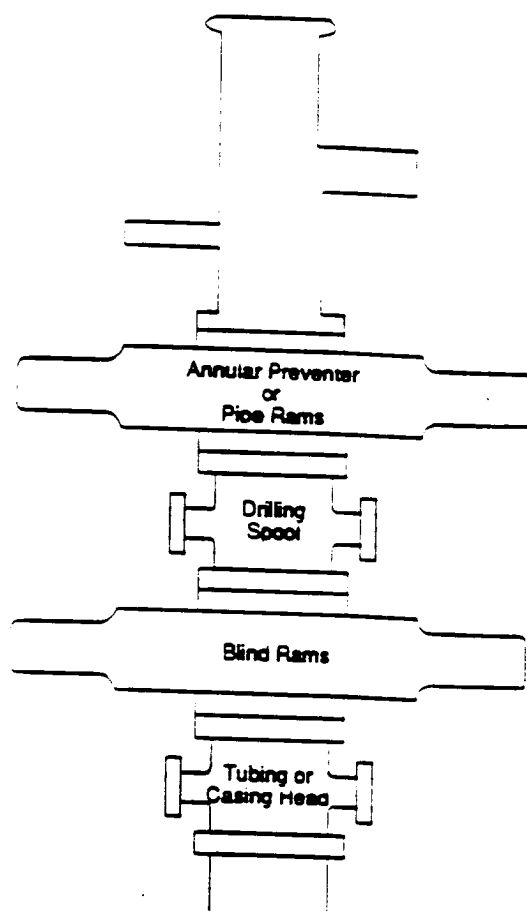 Annular Preventer
or
Pipe Rams
Drilling
Spool
Blind Rams
Tubing or
Casing Head